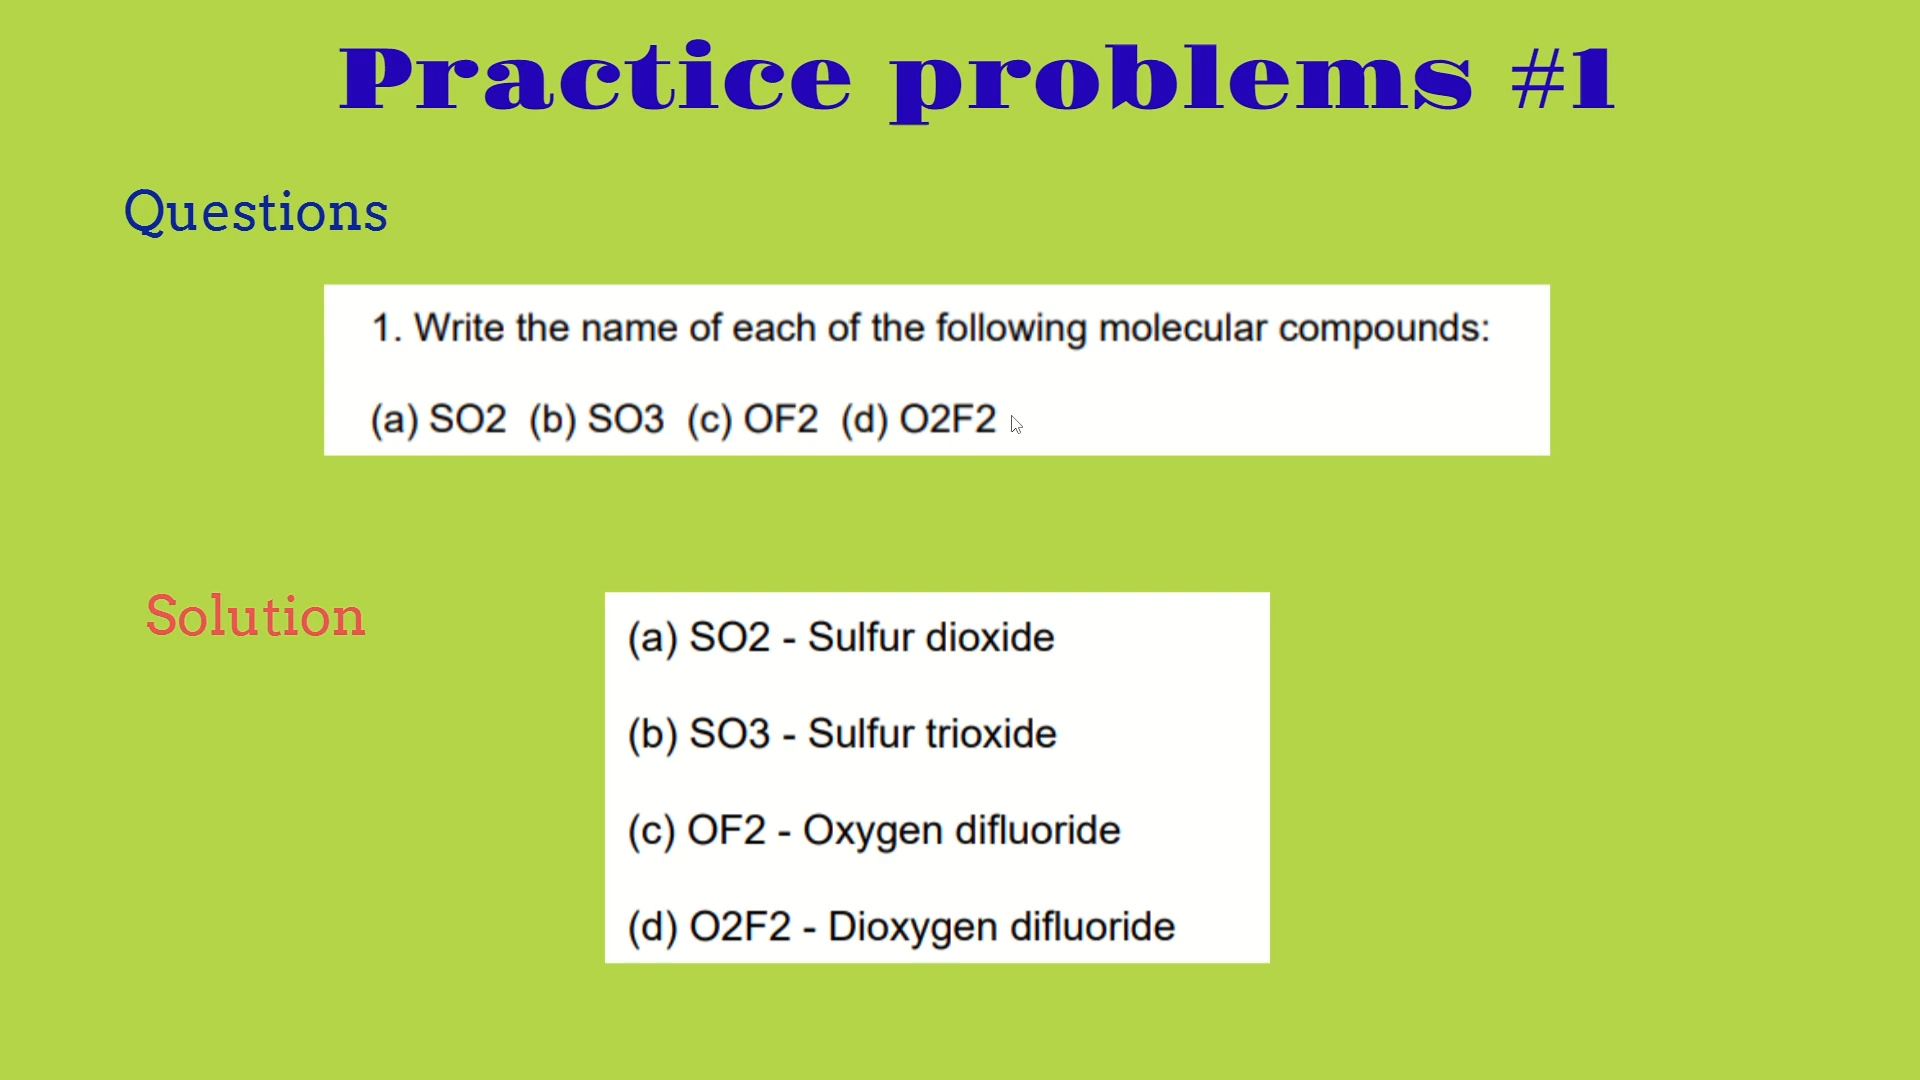 Practice problems #1
Questions
1. Write the name of each of the following molecular compounds:
(a) SO2 (b) SO3 (c) OF2 (d) O2F2
Solution
(a) SO2 - Sulfur dioxide
(b) SO3 - Sulfur trioxide
(c) OF2 - Oxygen difluoride
(d) O2F2 - Dioxygen difluoride